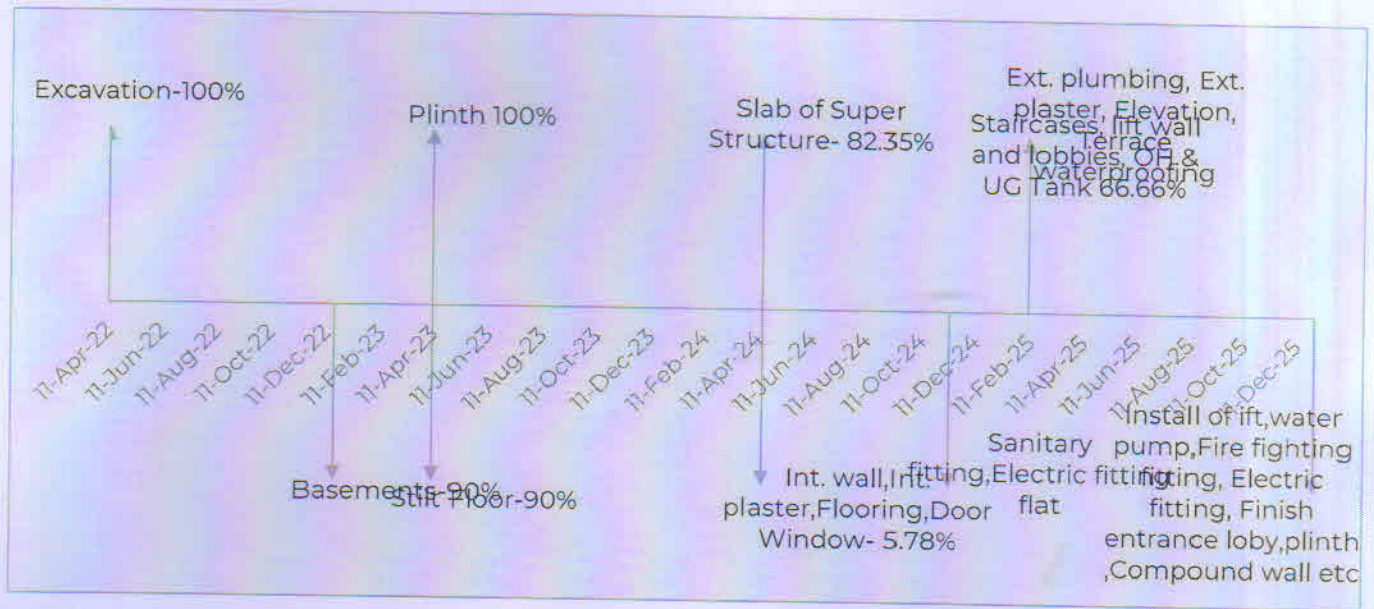 Excavation-100%
Plinth 100%
Slab of Super
Structure- 82.35%
Ext. plumbing, Ext.
plaster, Elevation,
Terrace
waterproofing
Staircases, lift wall
and lobbies, OH &
UG Tank 66.66%
11-Apr-22
11-Jun-22
11-Aug-22
11-Oct-22
11-Dec-22
11-Feb-23
11-Apr-23
11-Jun-23
11-Aug-23
11-Oct-23
11-Dec-23
11-Feb-24
11-Apr-24
11-Jun-24
11-Aug-24
11-Oct-24
11-Dec-24
11-Feb-25
11-Apr-25
11-Jun-25
11-Aug-25
11-Oct-25
11-Dec-25
Basements-90%
Stilt Floor-90%
Int. wall,Int.
plaster,Flooring,Door
Window- 5.78%
Sanitary
fitting,Electric fitting
flat
Install of ift,water
pump,Fire fighting
fitting, Electric
fitting, Finish
entrance loby,plinth
,Compound wall etc